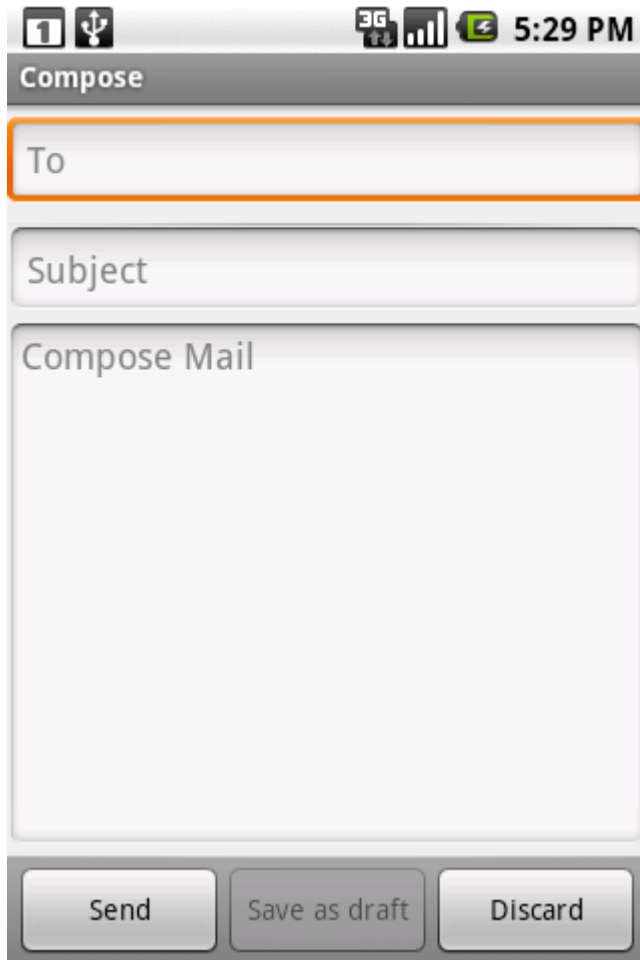 1 3G 5:29 PM
Compose
To
Subject
Compose Mail
Send Save as draft Discard